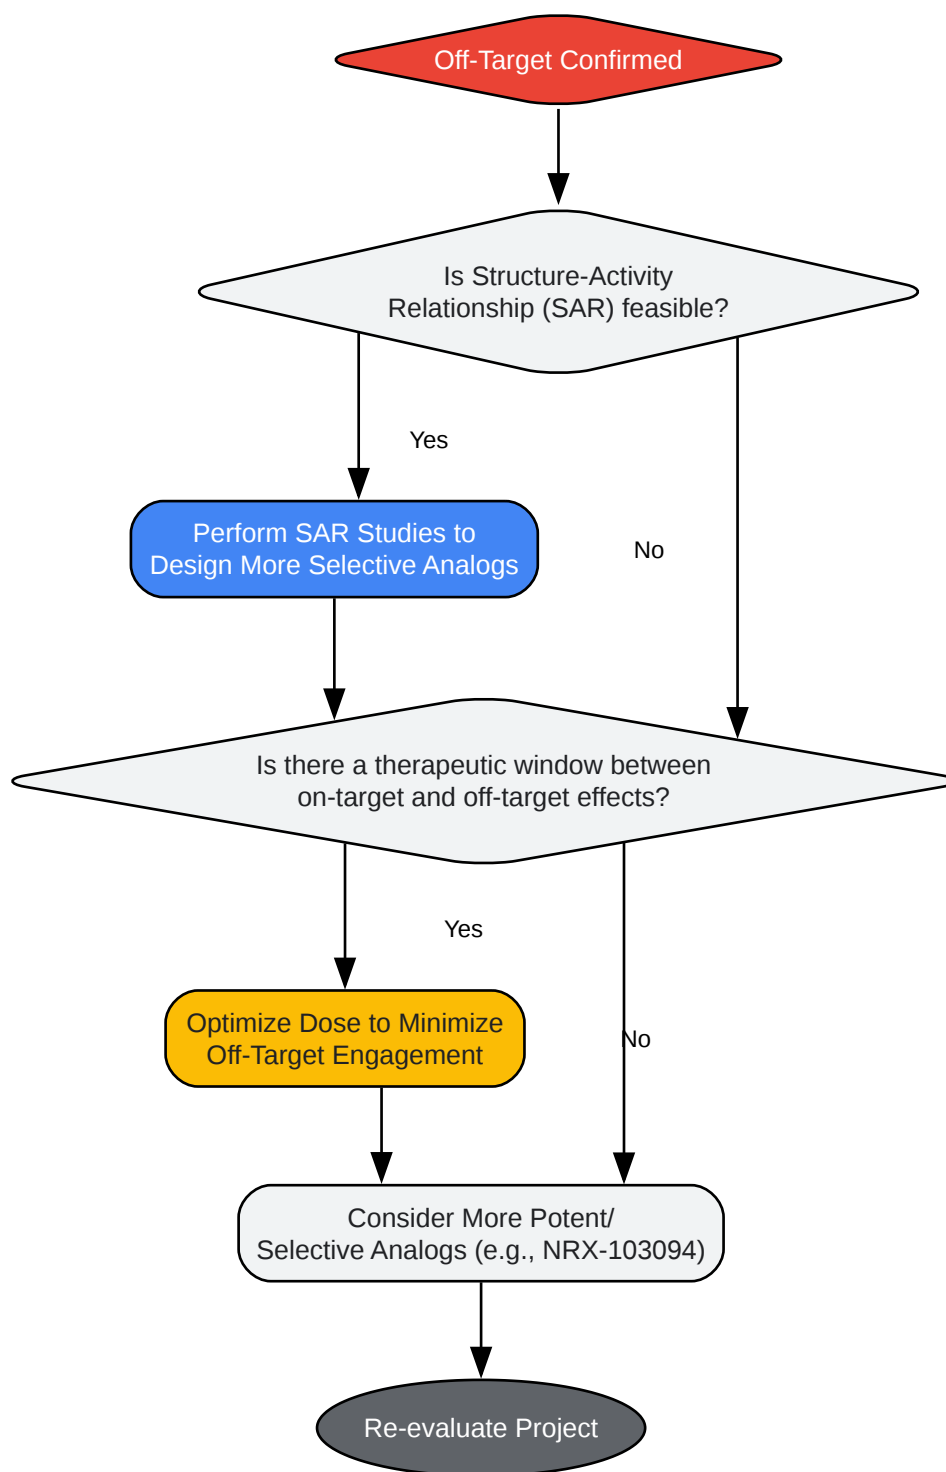 Off-Target Confirmed
Is Structure-Activity
Relationship (SAR) feasible?
Yes
Perform SAR Studies to
Design More Selective Analogs
No
Is there a therapeutic window between
on-target and off-target effects?
Yes
Optimize Dose to Minimize
Off-Target Engagement
No
Consider More Potent/
Selective Analogs (e.g., NRX-103094)
Re-evaluate Project